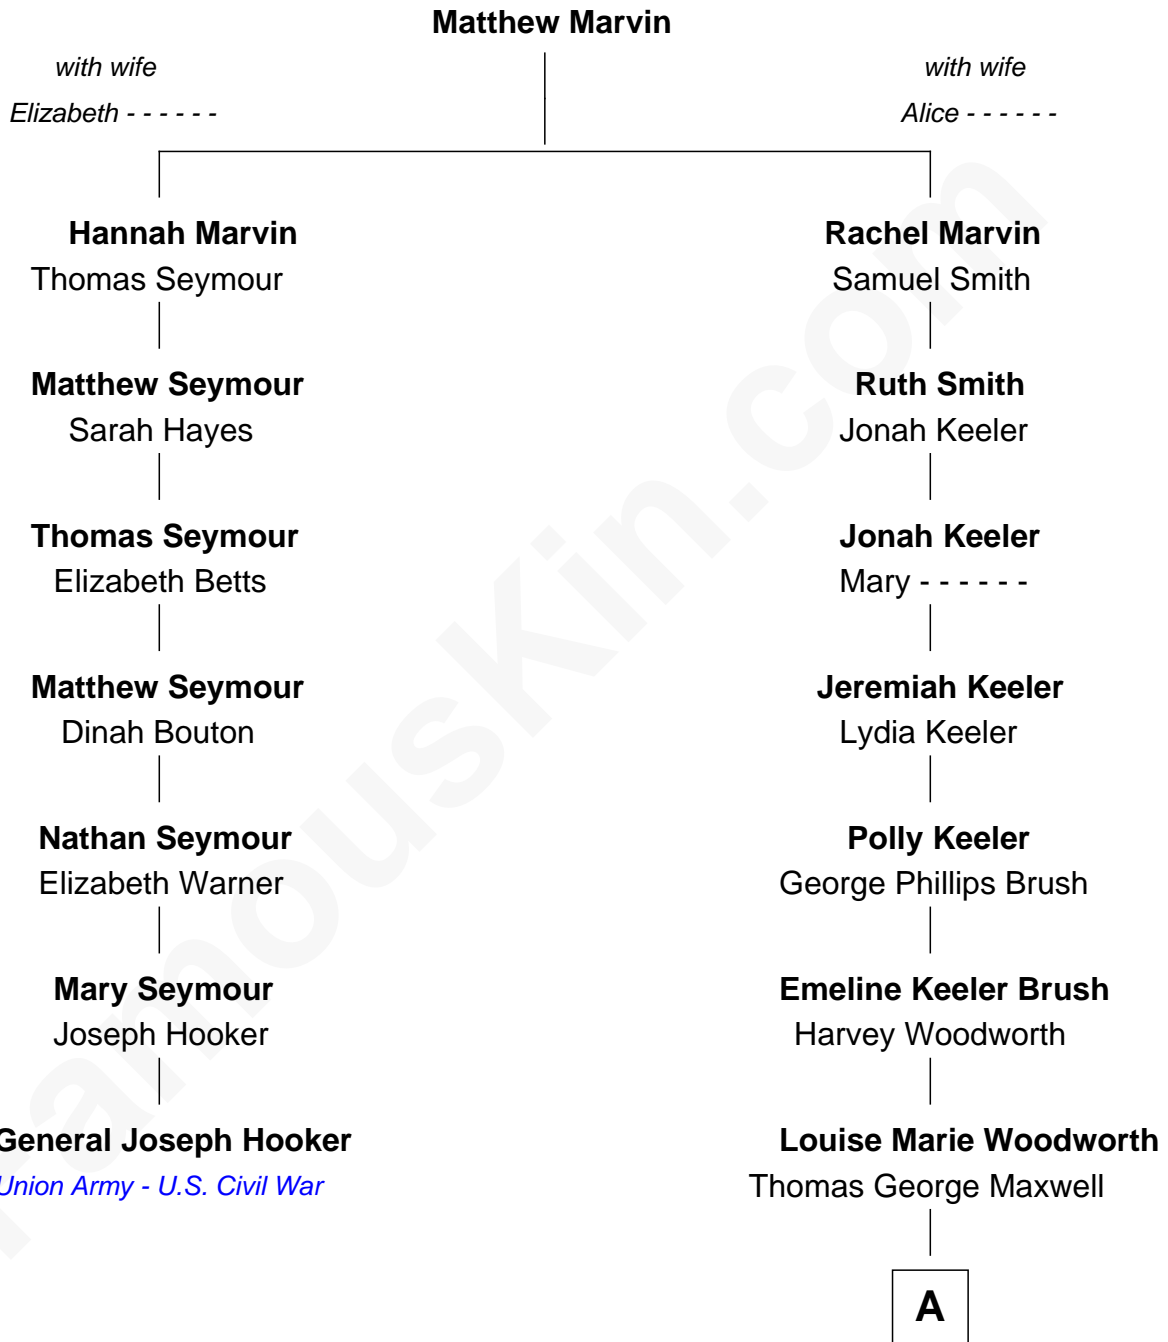 Matthew Marvin
with wife
Elizabeth - - - - - -
with wife
Alice - - - - - -
Hannah Marvin
Thomas Seymour
Rachel Marvin
Samuel Smith
Matthew Seymour
Sarah Hayes
Ruth Smith
Jonah Keeler
Thomas Seymour
Elizabeth Betts
Jonah Keeler
Mary - - - - - -
Matthew Seymour
Dinah Bouton
Jeremiah Keeler
Lydia Keeler
Nathan Seymour
Elizabeth Warner
Polly Keeler
George Phillips Brush
Mary Seymour
Joseph Hooker
Emeline Keeler Brush
Harvey Woodworth
General Joseph Hooker
Union Army - U.S. Civil War
Louise Marie Woodworth
Thomas George Maxwell
A
FamousKin.com